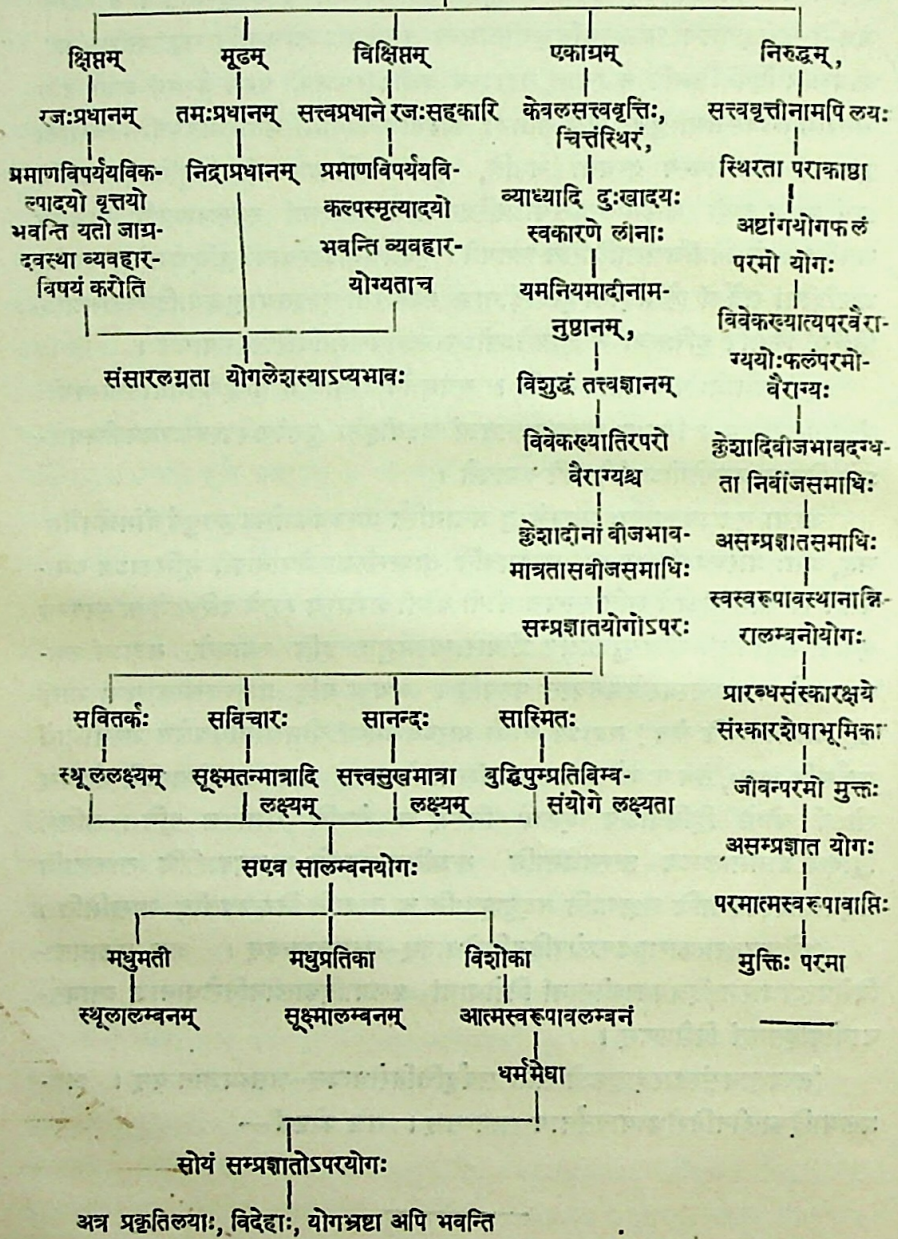 क्षिप्तम् मूढम् विक्षिप्तम् एकाग्रम् निरुद्धम्,
रजःप्रधानम् तमःप्रधानम् सत्त्वप्रधाने रजःसहकारि केवलसत्त्ववृत्तिः, सत्त्ववृत्तीनामपि लयः
चित्तंस्थिरं,
प्रमाणविपर्ययविक-
ल्पादयो वृत्तयो
भवन्ति यतो जाग्र-
दवस्था व्यवहार-
विषयं करोति
निद्राप्रधानम्
प्रमाणविपर्ययवि-
कल्पस्मृत्यादयो
भवन्ति व्यवहार-
योग्यताच
संसारलग्नता योगलेशस्याऽप्यभावः
व्याध्यादि दुःखादयः
स्वकारणे लीनाः
यमनियमादीनाम-
नुष्ठानम्,
विशुद्धं तत्त्वज्ञानम्
विवेकख्यातिरपरो
वैराग्यश्च
क्लेशादीनां बीजभाव-
मात्रतासबीजसमाधिः
सम्प्रज्ञातयोगोऽपरः
स्थिरता पराकाष्ठा
अष्टांगयोगफलं
परमो योगः
विवेकख्यात्यपरवैरा-
ग्ययोःफलंपरमो-
वैराग्यः
क्लेशादिबीजभावदग्ध-
ता निर्बीजसमाधिः
असम्प्रज्ञातसमाधिः
स्वस्वरूपावस्थानान्नि-
रालम्बनोयोगः
प्रारब्धसंस्कारक्षये
संस्कारशेषाभूमिका
जीवन्परमो मुक्तः
असम्प्रज्ञात योगः
परमात्मस्वरूपावाप्तिः
मुक्तिः परमा
सवितर्कः सविचारः सानन्दः सास्मितः
स्थूललक्ष्यम् सूक्ष्मतन्मात्रादि सत्त्वसुखमात्रा बुद्धिपुम्प्रतिबिम्ब-
लक्ष्यम् लक्ष्यम् संयोगे लक्ष्यता
सएव सालम्बनयोगः
मधुमती मधुप्रतिका विशोका
स्थूलालम्बनम् सूक्ष्मालम्बनम् आत्मस्वरूपावलम्बनं
धर्ममेघा
सोयं सम्प्रज्ञातोऽपरयोगः
अत्र प्रकृतिलयाः, विदेहाः, योगभ्रष्टा अपि भवन्ति